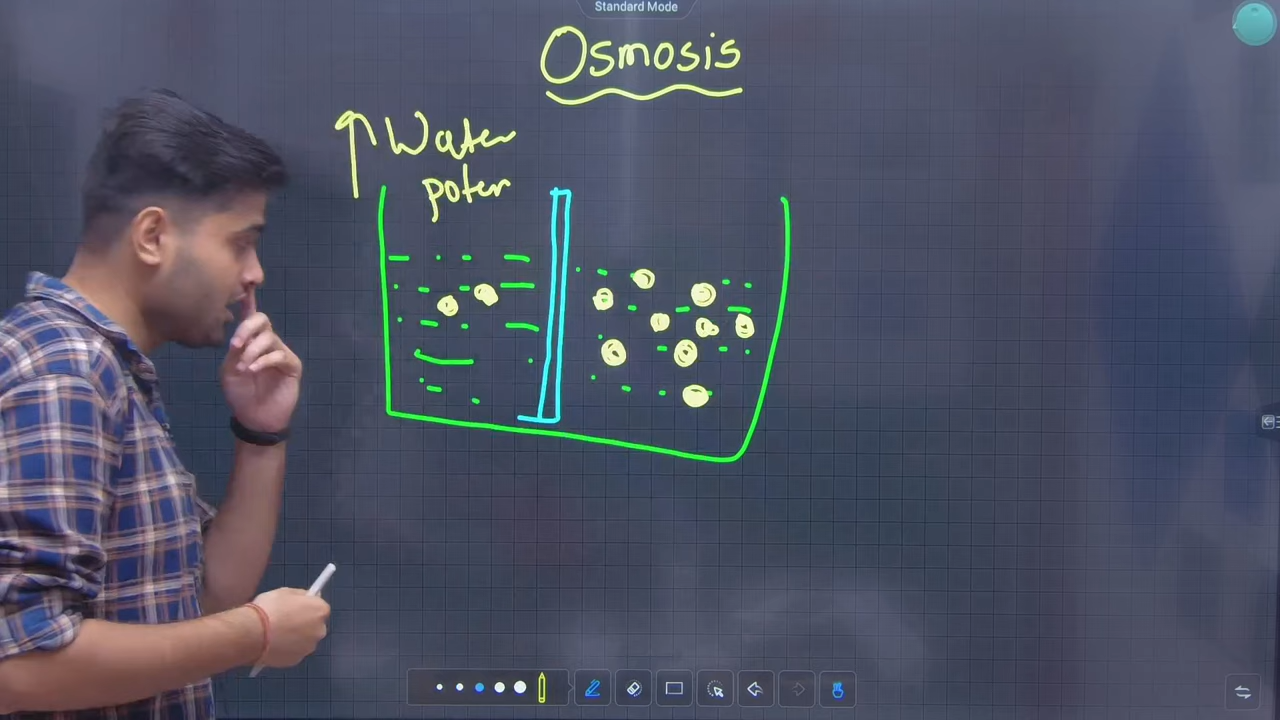 Standard Mode
Osmosis
↑ Water
poten